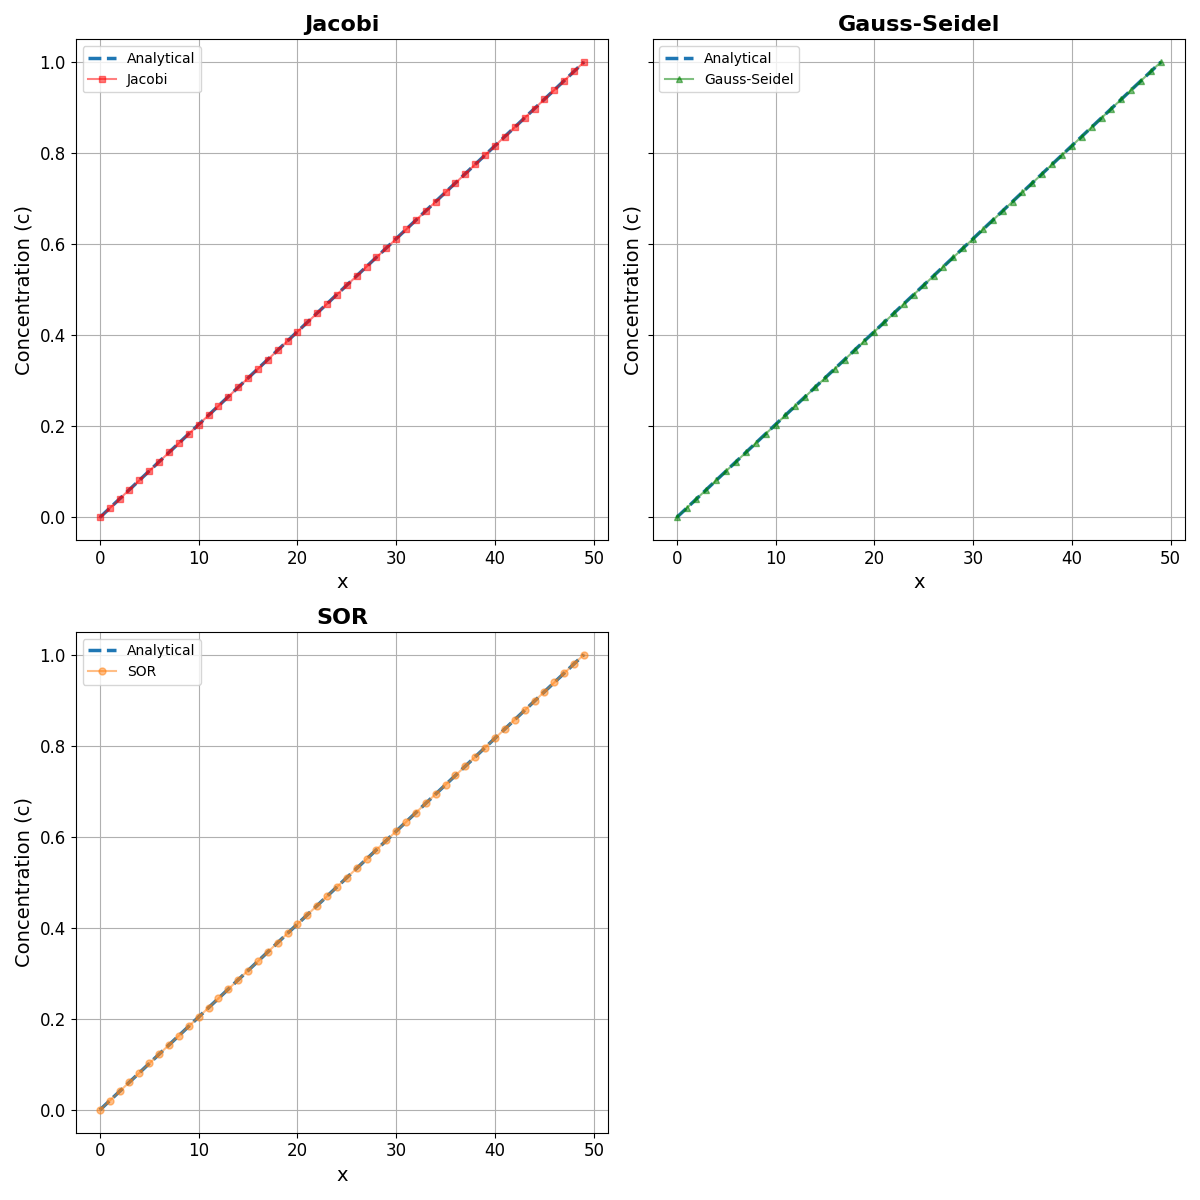 Jacobi
Analytical
Jacobi
1.0
0.8
0.6
0.4
0.2
0.0
Concentration (c)
0 10 20 30 40 50
x
Gauss-Seidel
Analytical
Gauss-Seidel
Concentration (c)
0 10 20 30 40 50
x
SOR
Analytical
SOR
1.0
0.8
0.6
0.4
0.2
0.0
Concentration (c)
0 10 20 30 40 50
x